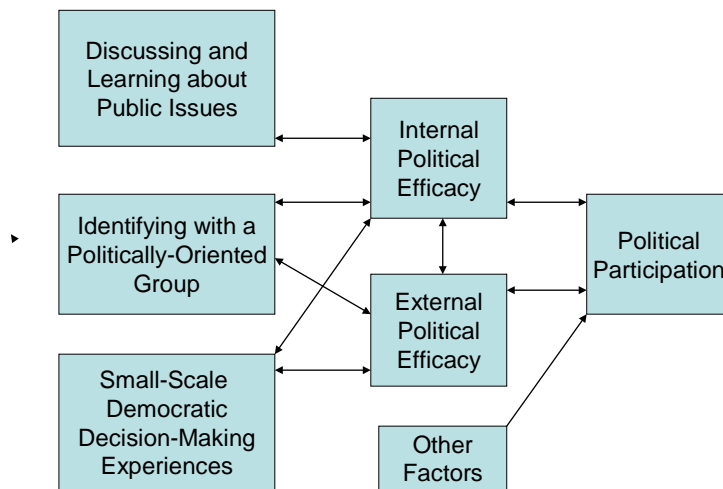 Discussing and
Learning about
Public Issues
Internal
Political
Efficacy
Identifying with a
Politically-Oriented
Group
Political
Participation
External
Political
Efficacy
Small-Scale
Democratic
Decision-Making
Experiences
Other
Factors